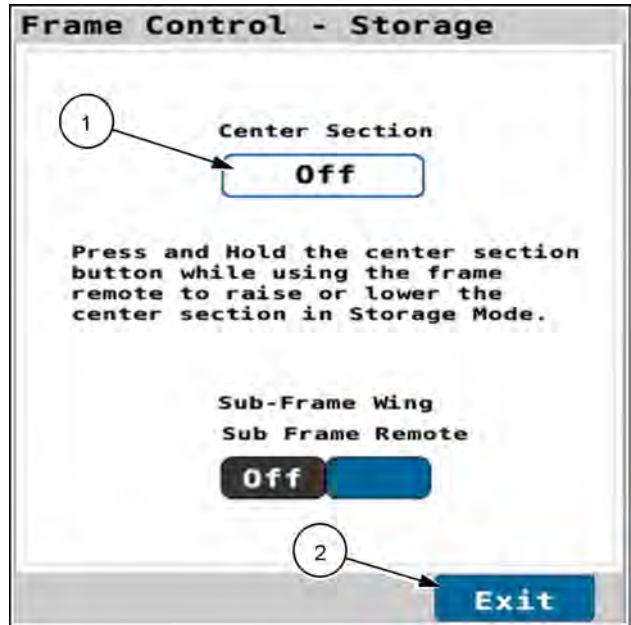 Frame Control - Storage
1
Center Section
Off
Press and Hold the center section
button while using the frame
remote to raise or lower the
center section in Storage Mode.
Sub-Frame Wing
Sub Frame Remote
Off
2
Exit